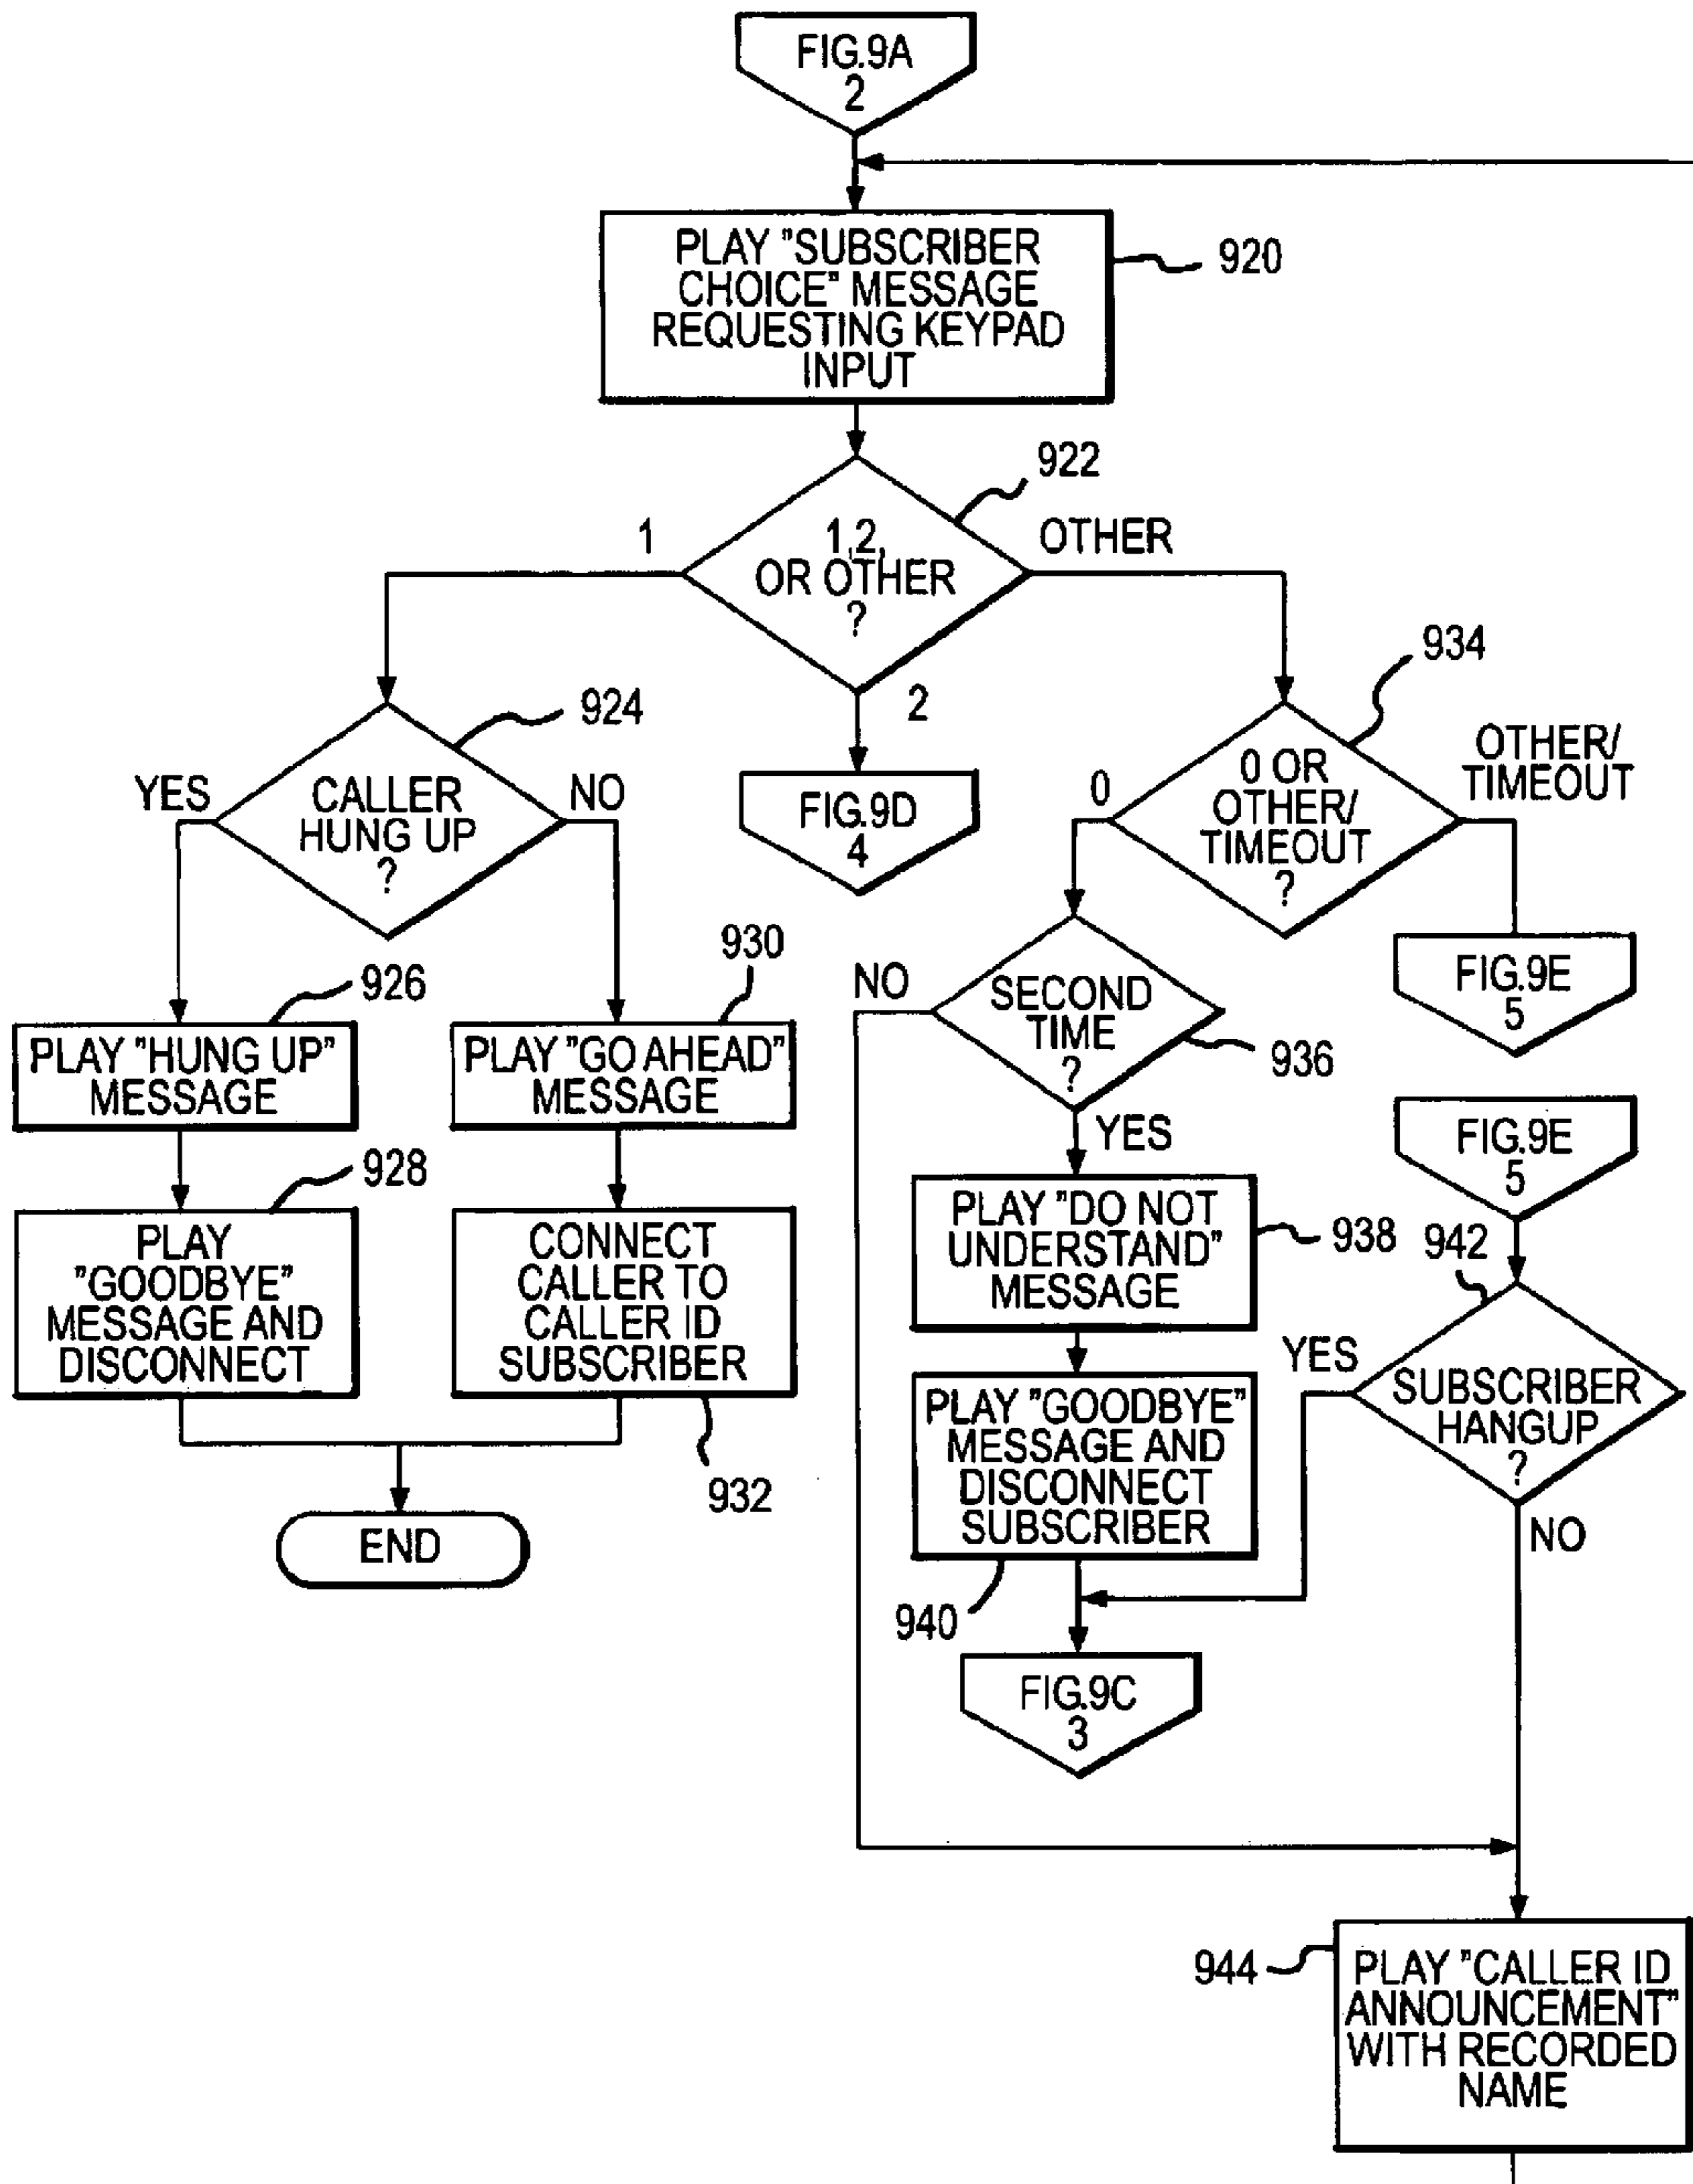 FIG.9A
2
PLAY "SUBSCRIBER
CHOICE" MESSAGE
REQUESTING KEYPAD
INPUT
920
922
1
1,2,
OR OTHER
?
OTHER
2
924
YES
CALLER
HUNG UP
?
NO
FIG.9D
4
934
0
0 OR
OTHER/
TIMEOUT
?
OTHER/
TIMEOUT
FIG.9E
5
926
PLAY "HUNG UP"
MESSAGE
930
PLAY "GO AHEAD"
MESSAGE
NO
SECOND
TIME
?
936
YES
928
PLAY
"GOODBYE"
MESSAGE AND
DISCONNECT
CONNECT
CALLER TO
CALLER ID
SUBSCRIBER
932
END
PLAY "DO NOT
UNDERSTAND"
MESSAGE
938
PLAY "GOODBYE"
MESSAGE AND
DISCONNECT
SUBSCRIBER
940
FIG.9C
3
FIG.9E
5
942
YES
SUBSCRIBER
HANGUP
?
NO
944
PLAY "CALLER ID
ANNOUNCEMENT"
WITH RECORDED
NAME